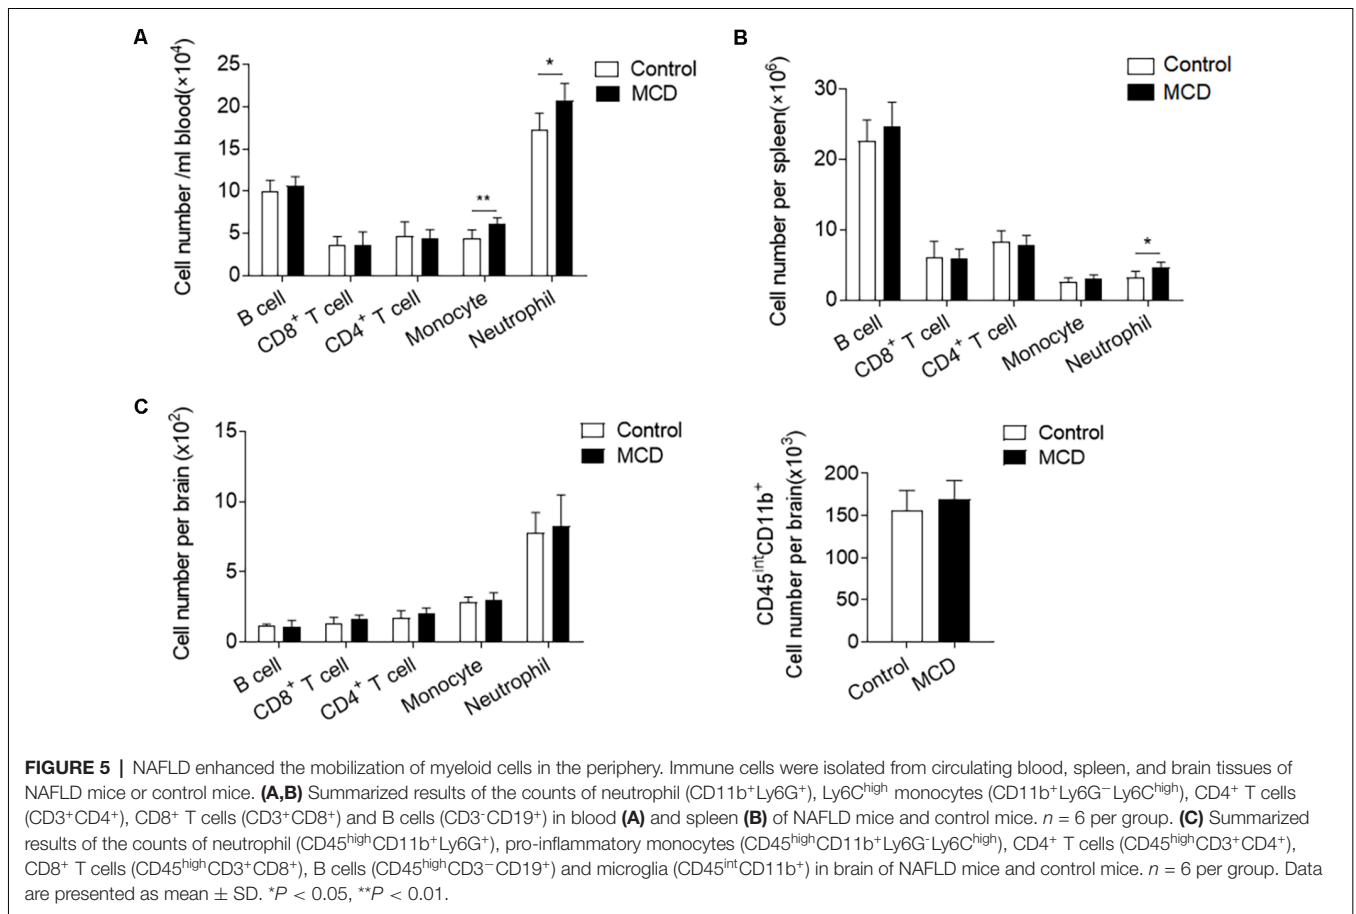 A
Cell number /ml blood(×10⁴)
25
20
15
10
5
0
*
**
Control
MCD
B cell
CD8⁺ T cell
CD4⁺ T cell
Monocyte
Neutrophil
B
Cell number per spleen(×10⁶)
30
20
10
0
*
Control
MCD
B cell
CD8⁺ T cell
CD4⁺ T cell
Monocyte
Neutrophil
C
Cell number per brain (x10²)
15
10
5
0
Control
MCD
B cell
CD8⁺ T cell
CD4⁺ T cell
Monocyte
Neutrophil
CD45ⁱⁿᵗCD11b⁺
Cell number per brain(x10³)
200
150
100
50
0
Control
MCD
Control
MCD
FIGURE 5 | NAFLD enhanced the mobilization of myeloid cells in the periphery. Immune cells were isolated from circulating blood, spleen, and brain tissues of
NAFLD mice or control mice. (A,B) Summarized results of the counts of neutrophil (CD11b⁺Ly6G⁺), Ly6Cʰⁱᵍʰ monocytes (CD11b⁺Ly6G⁻Ly6Cʰⁱᵍʰ), CD4⁺ T cells
(CD3⁺CD4⁺), CD8⁺ T cells (CD3⁺CD8⁺) and B cells (CD3⁻CD19⁺) in blood (A) and spleen (B) of NAFLD mice and control mice. n = 6 per group. (C) Summarized
results of the counts of neutrophil (CD45ʰⁱᵍʰCD11b⁺Ly6G⁺), pro-inflammatory monocytes (CD45ʰⁱᵍʰCD11b⁺Ly6G⁻Ly6Cʰⁱᵍʰ), CD4⁺ T cells (CD45ʰⁱᵍʰCD3⁺CD4⁺),
CD8⁺ T cells (CD45ʰⁱᵍʰCD3⁺CD8⁺), B cells (CD45ʰⁱᵍʰCD3⁻CD19⁺) and microglia (CD45ⁱⁿᵗCD11b⁺) in brain of NAFLD mice and control mice. n = 6 per group. Data
are presented as mean ± SD. *P < 0.05, **P < 0.01.